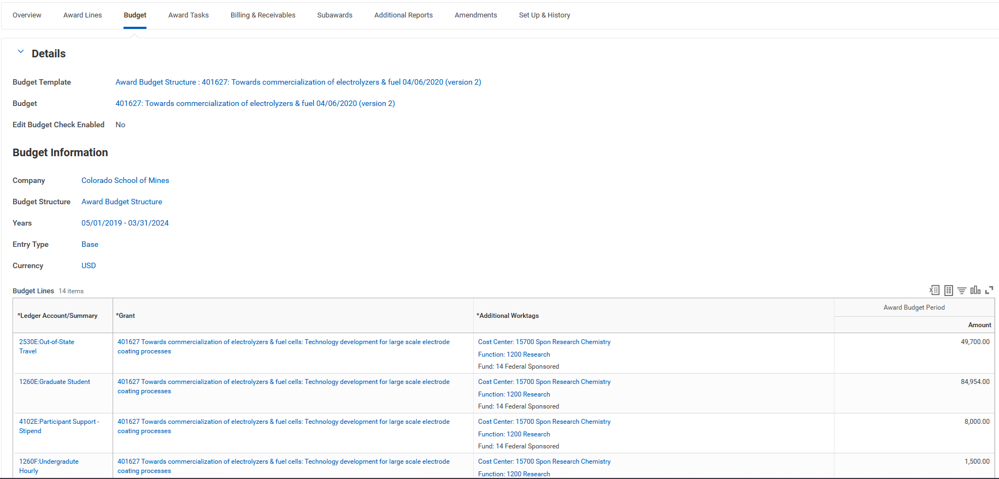 Overview Award Lines Budget Award Tasks Billing & Receivables Subawards Additional Reports Amendments Set Up & History
Details
Budget Template Award Budget Structure : 401627: Towards commercialization of electrolyzers & fuel 04/06/2020 (version 2)
Budget 401627: Towards commercialization of electrolyzers & fuel 04/06/2020 (version 2)
Edit Budget Check Enabled No
Budget Information
Company Colorado School of Mines
Budget Structure Award Budget Structure
Years 05/01/2019 - 03/31/2024
Entry Type Base
Currency USD
Budget Lines 14 items
Award Budget Period
*Ledger Account/Summary *Grant *Additional Worktags
Amount
2530E:Out-of-State 401627 Towards commercialization of electrolyzers & fuel cells: Technology development for large scale electrode Cost Center: 15700 Spon Research Chemistry 49,700.00
Travel coating processes
Function: 1200 Research
Fund: 14 Federal Sponsored
1260E:Graduate Student 401627 Towards commercialization of electrolyzers & fuel cells: Technology development for large scale electrode Cost Center: 15700 Spon Research Chemistry 84,954.00
coating processes
Function: 1200 Research
Fund: 14 Federal Sponsored
4102E:Participant Support - 401627 Towards commercialization of electrolyzers & fuel cells: Technology development for large scale electrode Cost Center: 15700 Spon Research Chemistry 8,000.00
Stipend coating processes
Function: 1200 Research
Fund: 14 Federal Sponsored
1260F:Undergradute 401627 Towards commercialization of electrolyzers & fuel cells: Technology development for large scale electrode Cost Center: 15700 Spon Research Chemistry 1,500.00
Hourly coating processes
Function: 1200 Research